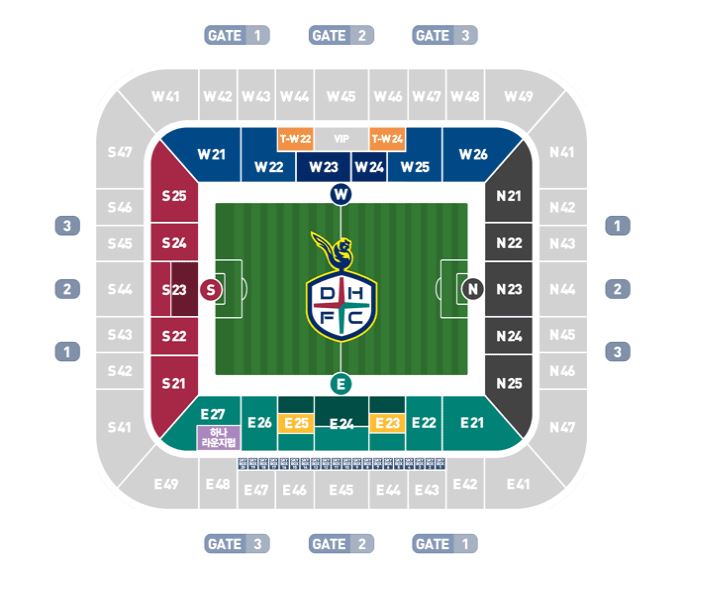 GATE 1
GATE 2
GATE 3
W41
W42
W43
W44
W45
W46
W47
W48
W49
T-W22
VIP
T-W24
W21
W22
W23
W24
W25
W26
W
S47
S46
S45
S44
S43
S42
S41
3
2
1
S25
S24
S23
S22
S21
S
D H
F C
N
N21
N22
N23
N24
N25
N41
N42
N43
N44
N45
N46
N47
1
2
3
E
E27
하나
라운지펍
E26
E25
E24
E23
E22
E21
E49
E48
E47
E46
E45
E44
E43
E42
E41
GATE 3
GATE 2
GATE 1